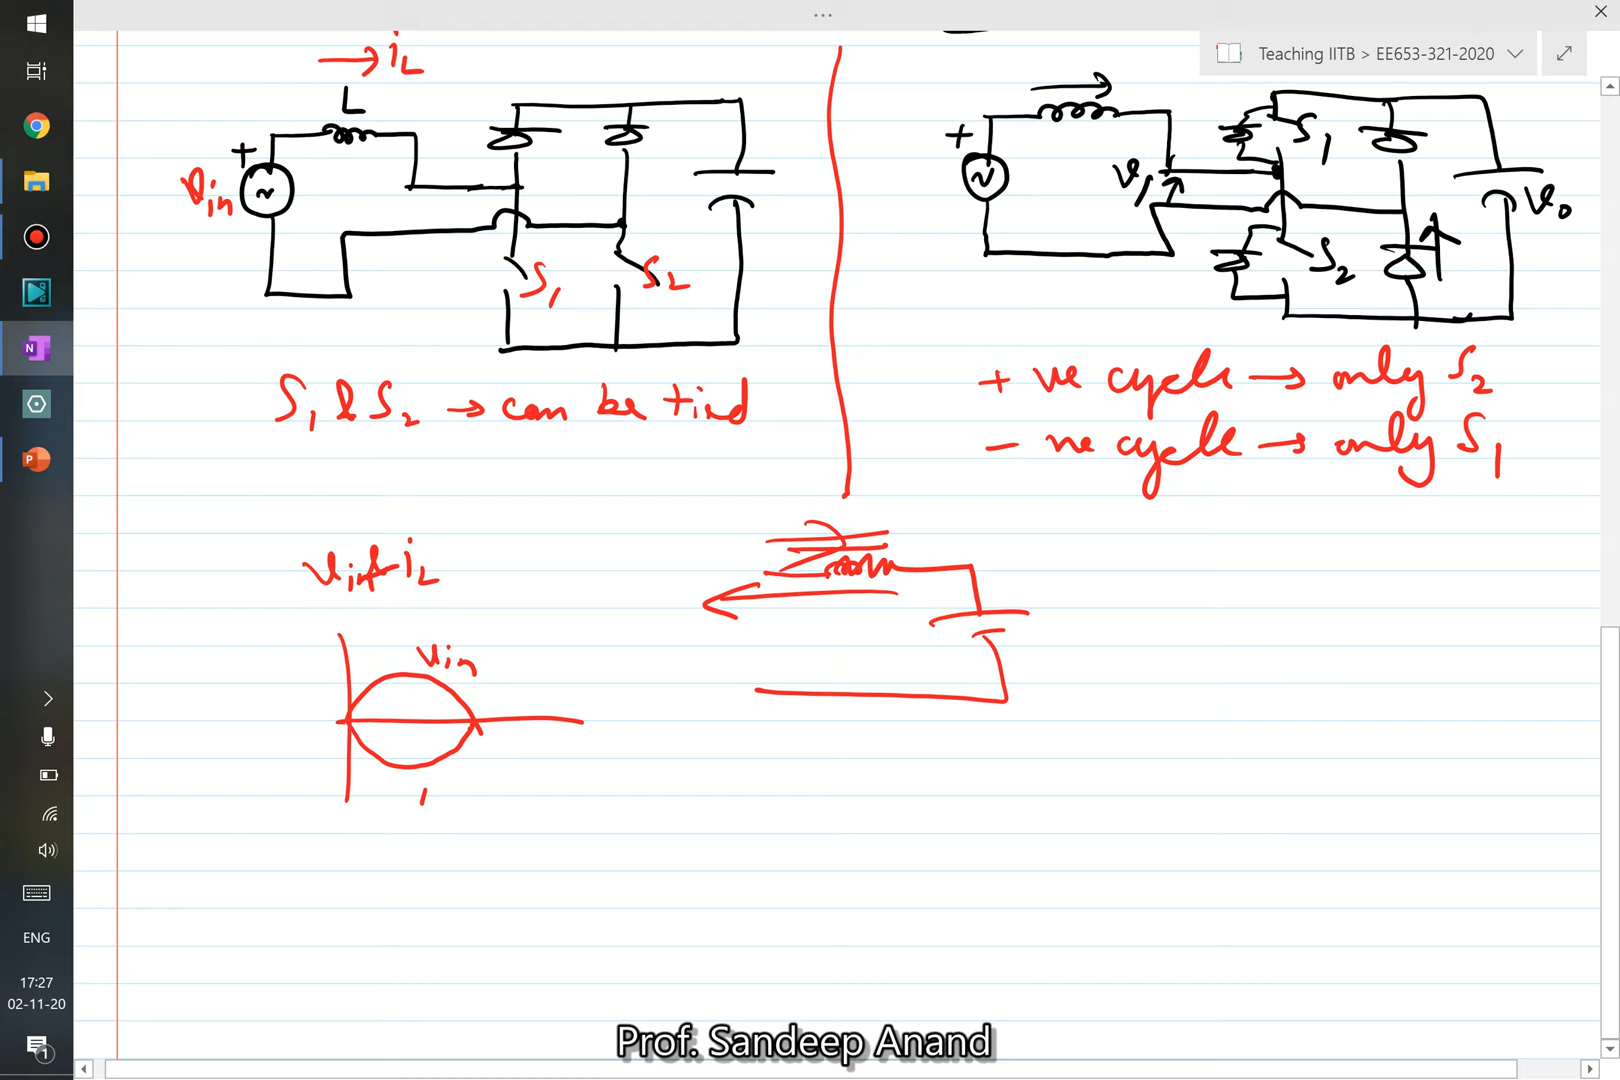 Teaching IITB > EE653-321-2020
→ iL
L
+
Vin
S1
S2
S1 & S2 → can be tied
+
V1
S1
S2
Vo
+ ve cycle → only S2
- ve cycle → only S1
Vin & iL
Vin
N
P
ENG
17:27
02-11-20
1
Prof. Sandeep Anand